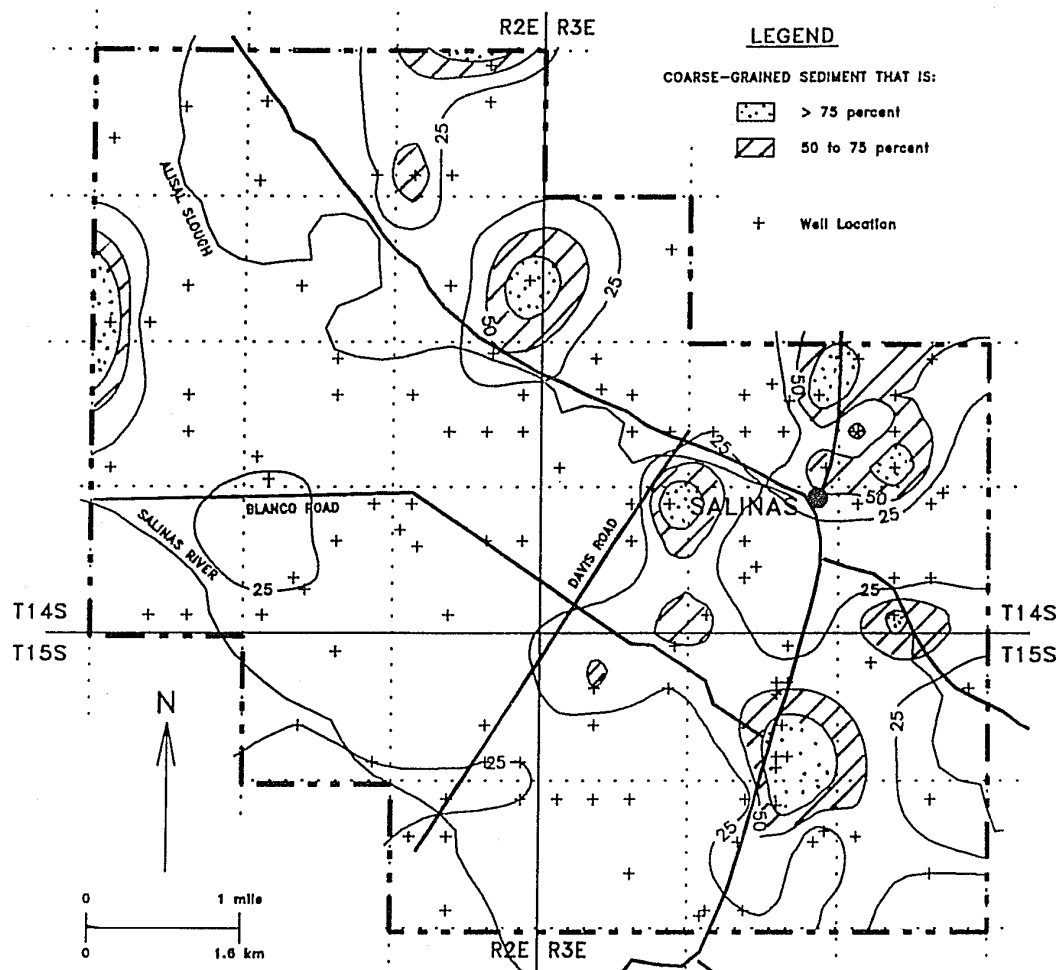 R2E R3E
LEGEND
COARSE-GRAINED SEDIMENT THAT IS:
> 75 percent
50 to 75 percent
+ Well Location
25
ALISAL SLOUGH
25
50
50
25
SALINAS
50
25
BLANCO ROAD
SALINAS RIVER
DAVIS ROAD
25
25
T14S
T14S
T15S
T15S
N
25
25
25
50
0 1 mile
0 1.6 km
R2E R3E